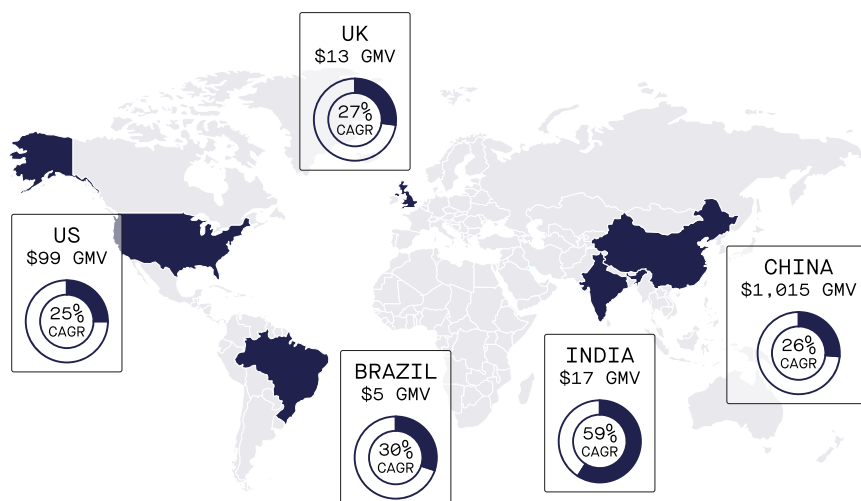 UK
$13 GMV
27%
CAGR
US
$99 GMV
25%
CAGR
CHINA
$1,015 GMV
26%
CAGR
BRAZIL
$5 GMV
30%
CAGR
INDIA
$17 GMV
59%
CAGR